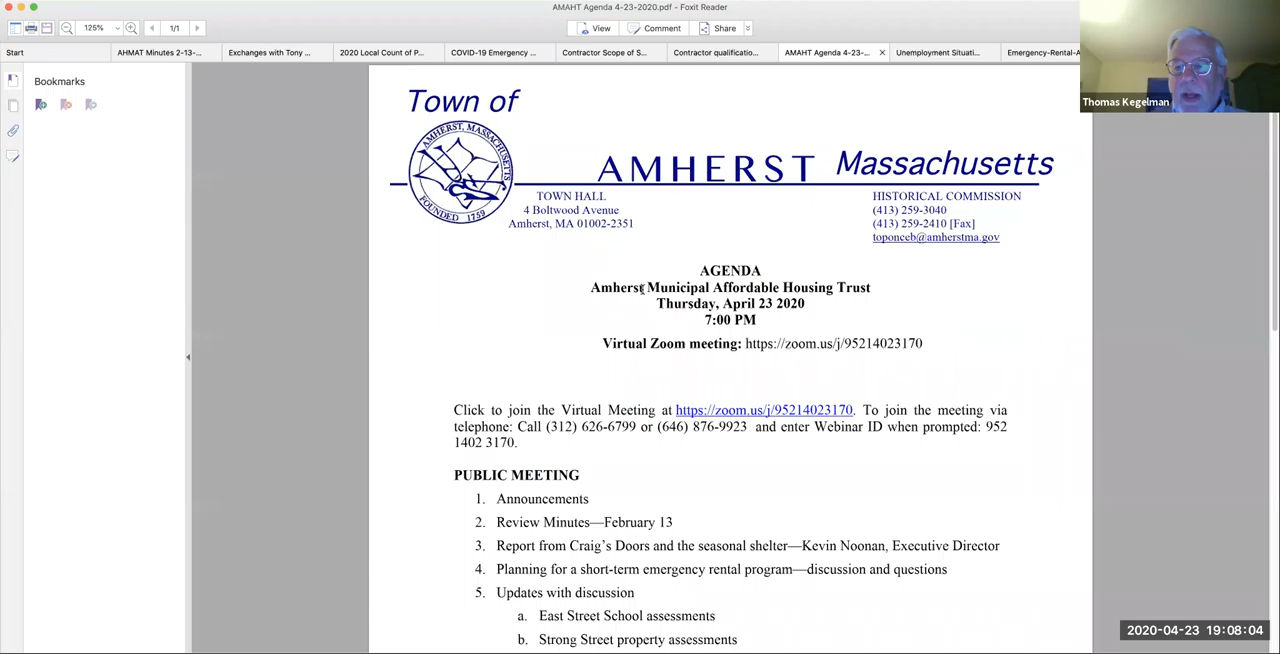 AMAHT Agenda 4-23-2020.pdf - Foxit Reader
125%
1/1
View
Comment
Share
Start
AHMAT Minutes 2-13-...
Exchanges with Tony ...
2020 Local Count of P...
COVID-19 Emergency ...
Contractor Scope of S...
Contractor qualificatio...
AMAHT Agenda 4-23-...
Unemployment Situati...
Emergency-Rental-A
Bookmarks
Thomas Kegelman
Town of
AMHERST Massachusetts
AMHERST, MASSACHUSETTS
FOUNDED 1759
TOWN HALL
4 Boltwood Avenue
Amherst, MA 01002-2351
HISTORICAL COMMISSION
(413) 259-3040
(413) 259-2410 [Fax]
toponceb@amherstma.gov
AGENDA
Amherst Municipal Affordable Housing Trust
Thursday, April 23 2020
7:00 PM
Virtual Zoom meeting: https://zoom.us/j/95214023170
Click to join the Virtual Meeting at https://zoom.us/j/95214023170. To join the meeting via
telephone: Call (312) 626-6799 or (646) 876-9923 and enter Webinar ID when prompted: 952
1402 3170.
PUBLIC MEETING
1. Announcements
2. Review Minutes—February 13
3. Report from Craig's Doors and the seasonal shelter—Kevin Noonan, Executive Director
4. Planning for a short-term emergency rental program—discussion and questions
5. Updates with discussion
a. East Street School assessments
b. Strong Street property assessments
2020-04-23 19:08:04